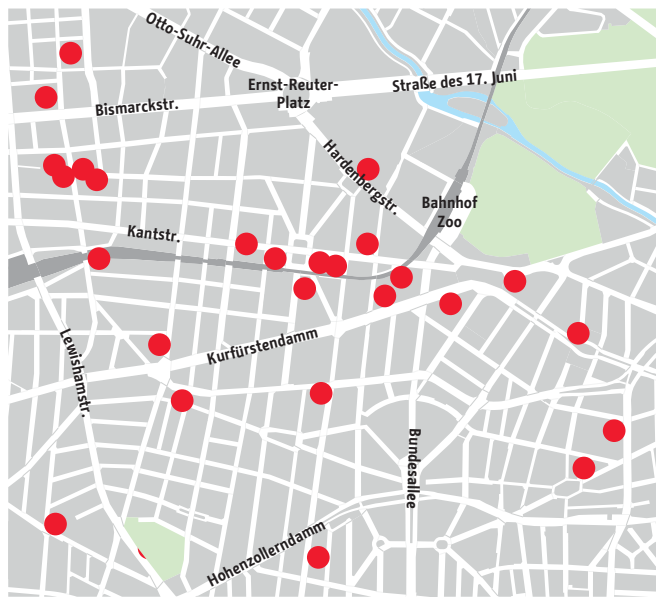 Otto-Suhr-Allee
Ernst-Reuter-
Platz
Straße des 17. Juni
Bismarckstr.
Hardenbergstr.
Bahnhof
Zoo
Kantstr.
Kurfürstendamm
Lewishamstr.
Bundesallee
Hohenzollerndamm